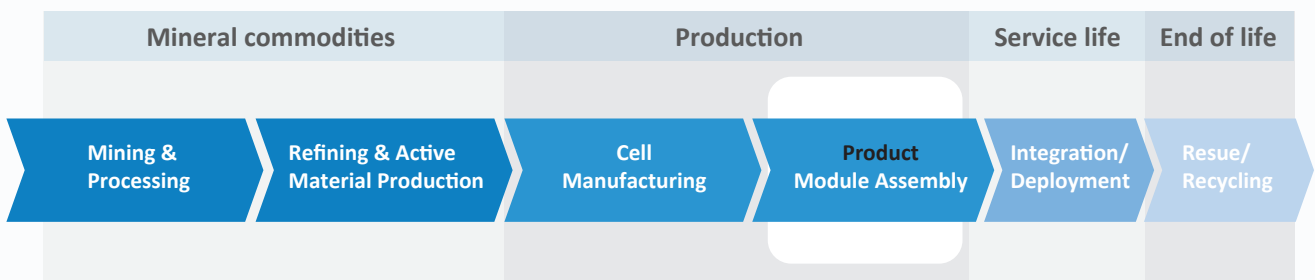 Mineral commodities
Production
Service life
End of life
Mining &
Processing
Refining & Active
Material Production
Cell
Manufacturing
Product
Module Assembly
Integration/
Deployment
Resue/
Recycling